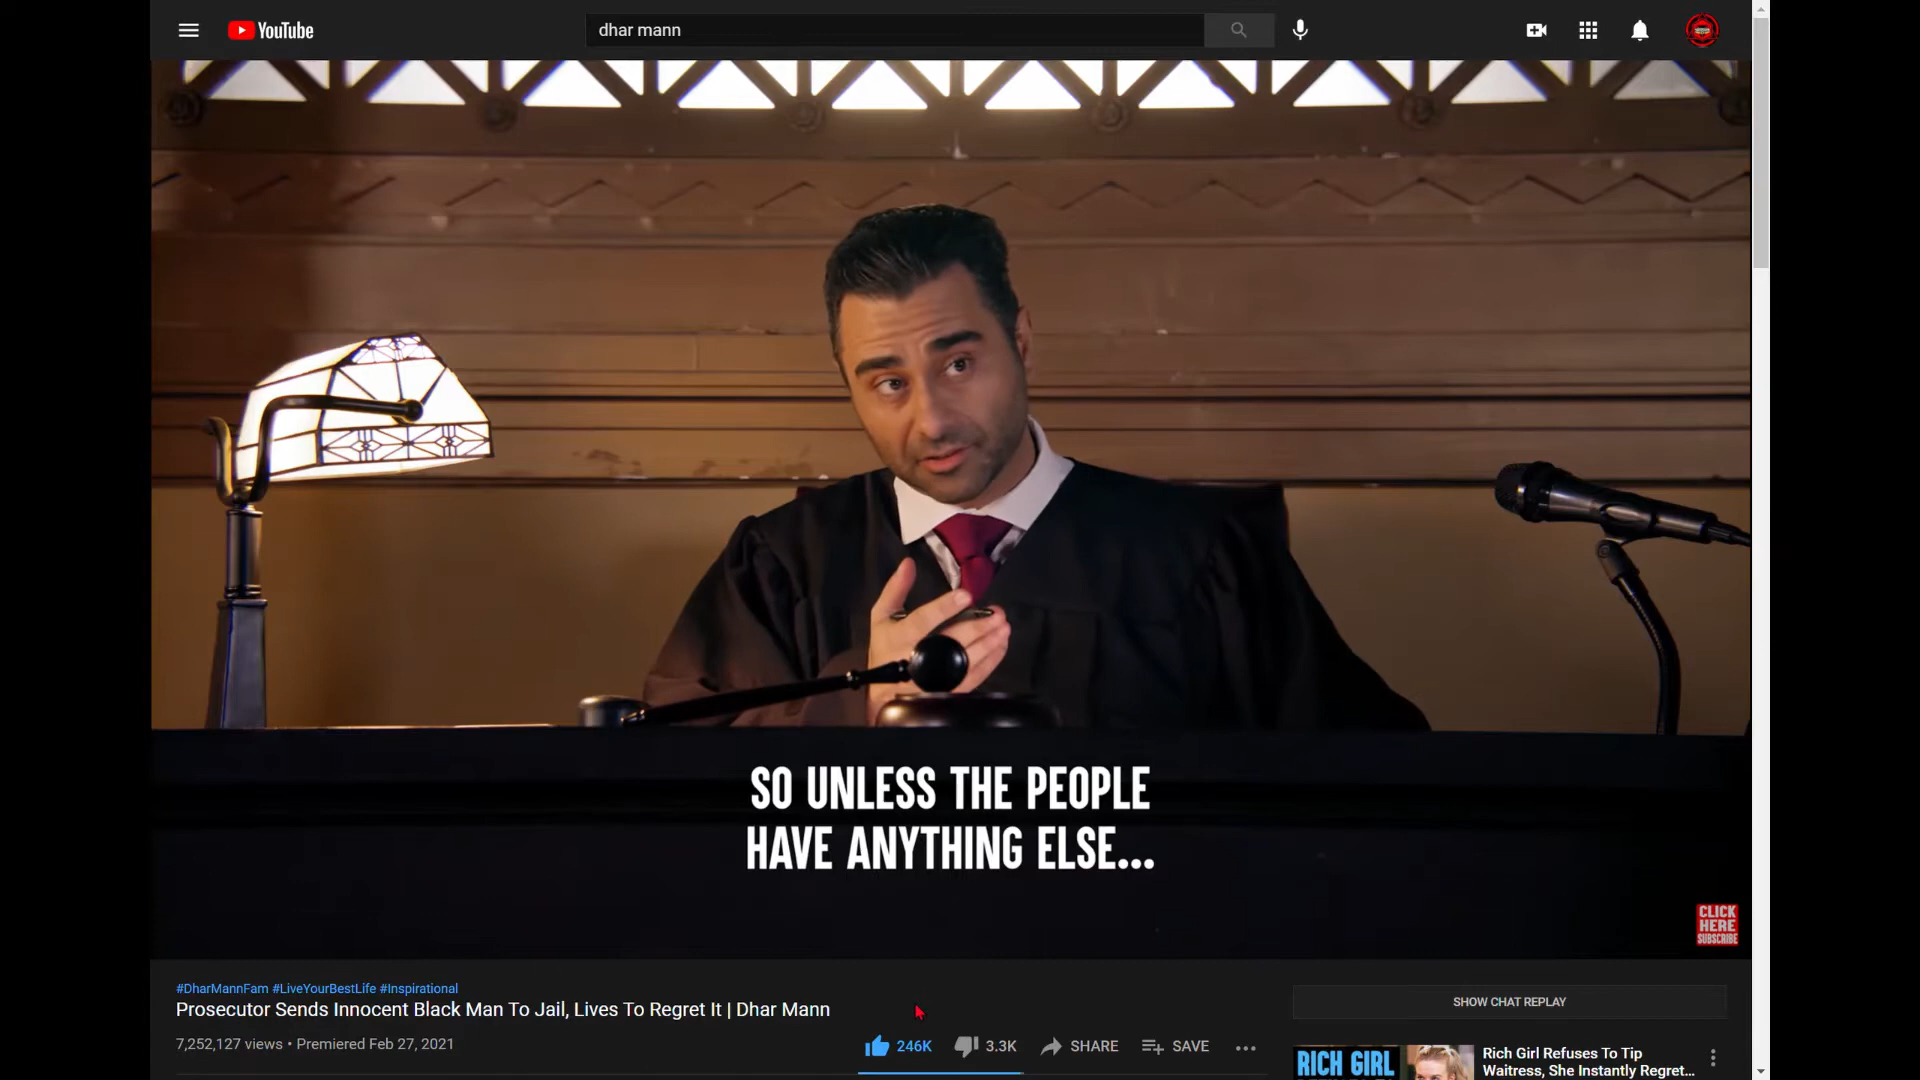 YouTube
dhar mann
SO UNLESS THE PEOPLE
HAVE ANYTHING ELSE...
CLICK
HERE
SUBSCRIBE
#DharMannFam #LiveYourBestLife #Inspirational
Prosecutor Sends Innocent Black Man To Jail, Lives To Regret It | Dhar Mann
7,252,127 views • Premiered Feb 27, 2021
246K
3.3K
SHARE
SAVE
SHOW CHAT REPLAY
RICH GIRL
Rich Girl Refuses To Tip
Waitress, She Instantly Regret...